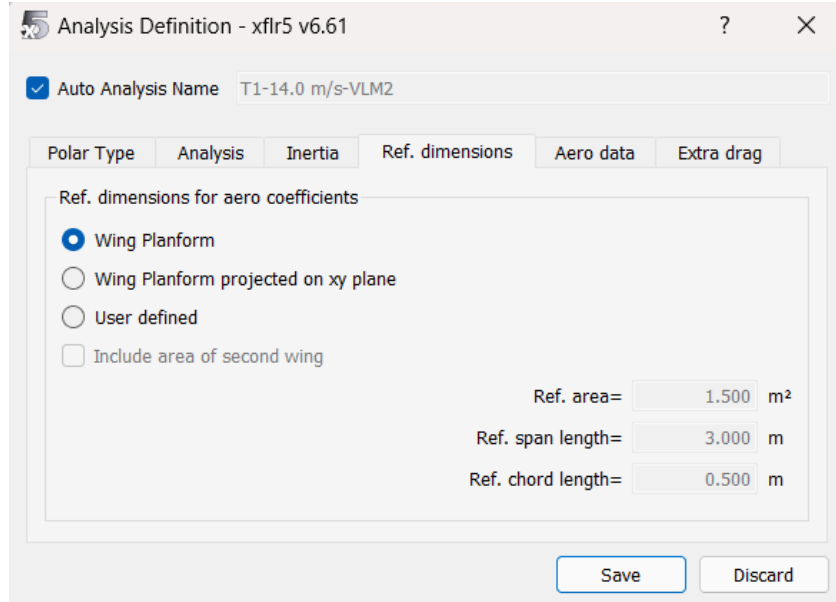 Analysis Definition - xflr5 v6.61 ?
Auto Analysis Name T1-14.0 m/s-VLM2
Polar Type Analysis Inertia Ref. dimensions Aero data Extra drag
Ref. dimensions for aero coefficients
Wing Planform
Wing Planform projected on xy plane
User defined
Include area of second wing
Ref. area= 1.500 m²
Ref. span length= 3.000 m
Ref. chord length= 0.500 m
Save Discard